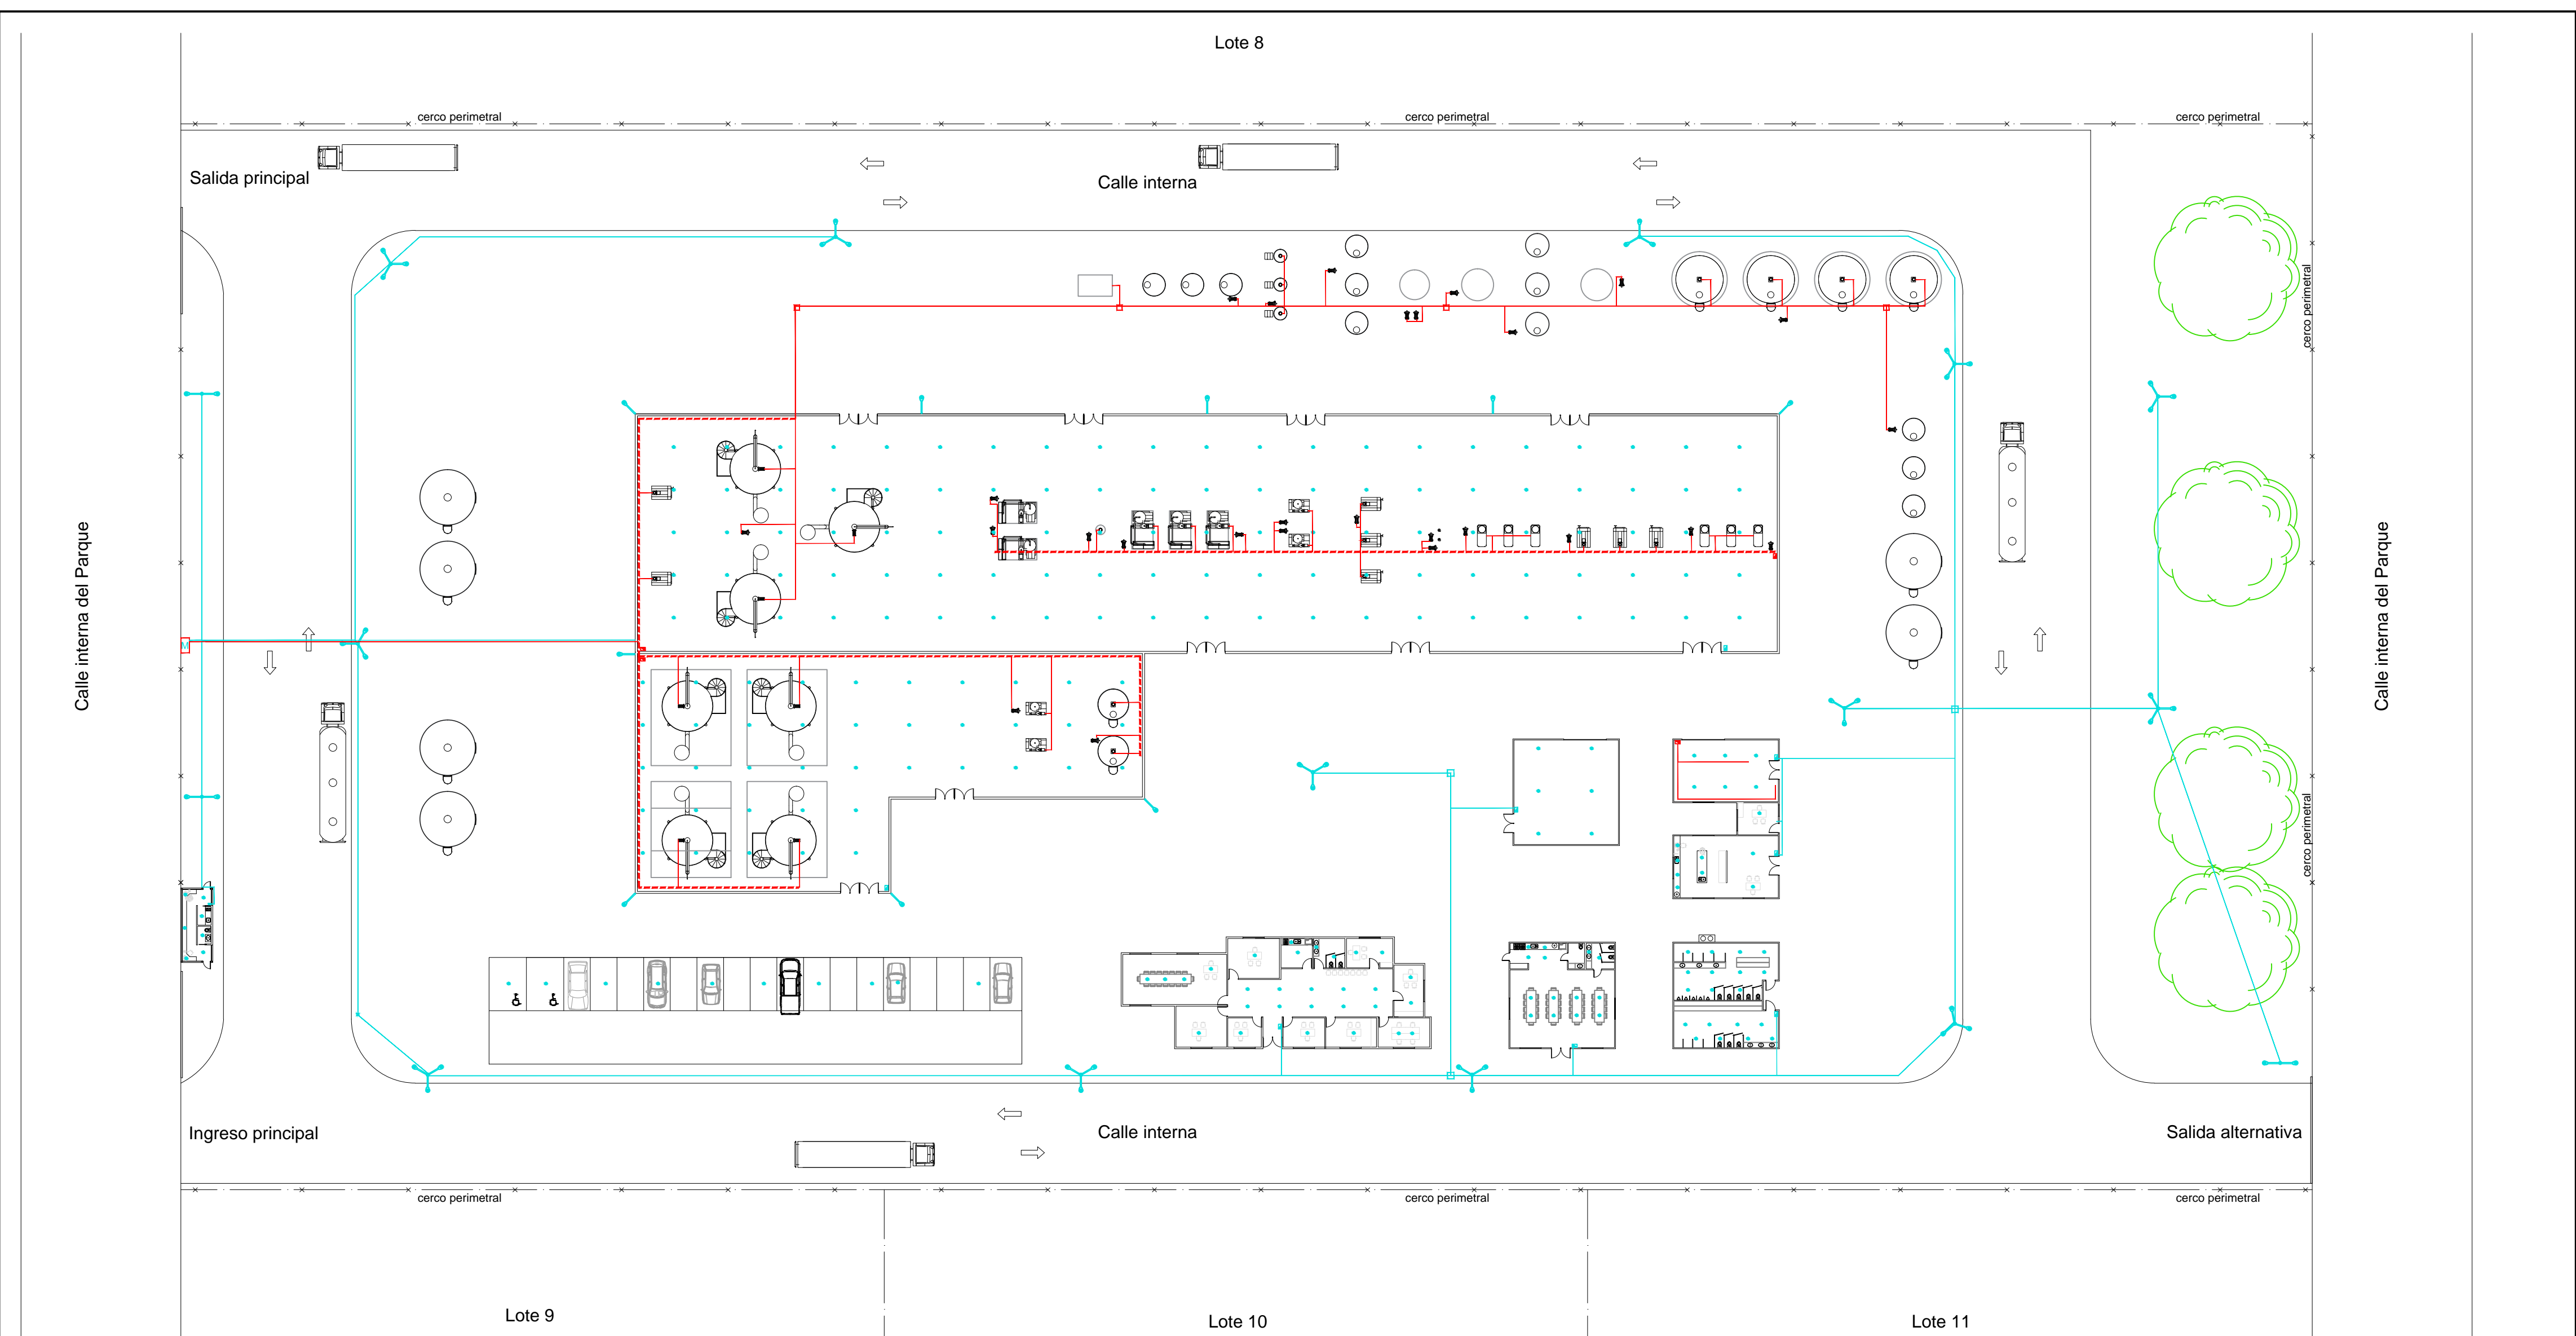 Lote 8
cerco perimetral
cerco perimetral
cerco perimetral
Salida principal
Calle interna
cerco perimetral
Calle interna del Parque
Calle interna del Parque
M
cerco perimetral
Ingreso principal
Calle interna
Salida alternativa
cerco perimetral
cerco perimetral
cerco perimetral
Lote 9
Lote 10
Lote 11